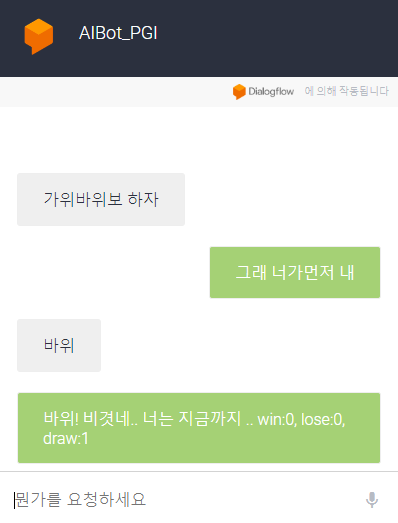 AIBot_PGI
Dialogflow 에 의해 작동됩니다
가위바위보 하자
그래 너가먼저 내
바위
바위! 비겻네.. 너는 지금까지 .. win:0, lose:0,
draw:1
뭔가를 요청하세요